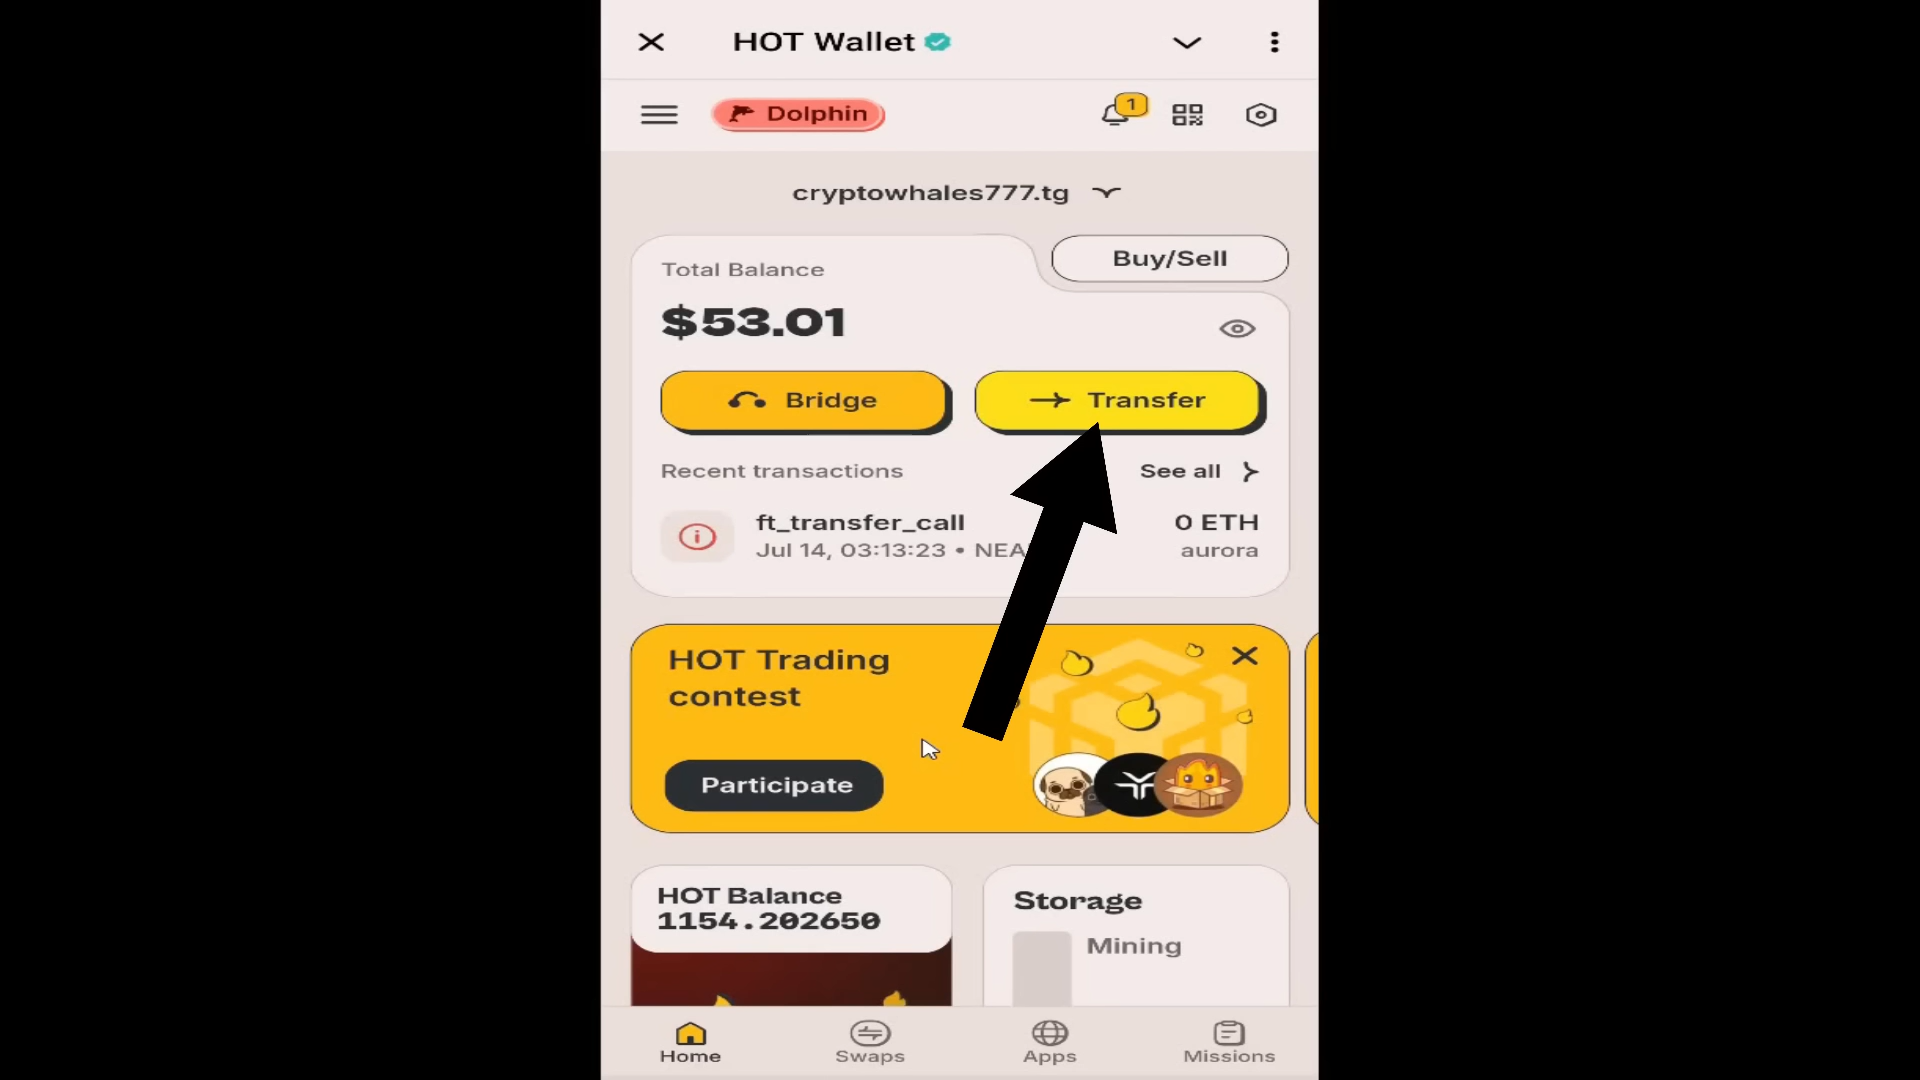 HOT Wallet
Dolphin
1
cryptowhales777.tg
Total Balance
Buy/Sell
$53.01
Bridge
Transfer
Recent transactions
See all
ft_transfer_call
0 ETH
Jul 14, 03:13:23 • NEA
aurora
HOT Trading
contest
Participate
HOT Balance
1154.202650
Storage
Mining
Home
Swaps
Apps
Missions